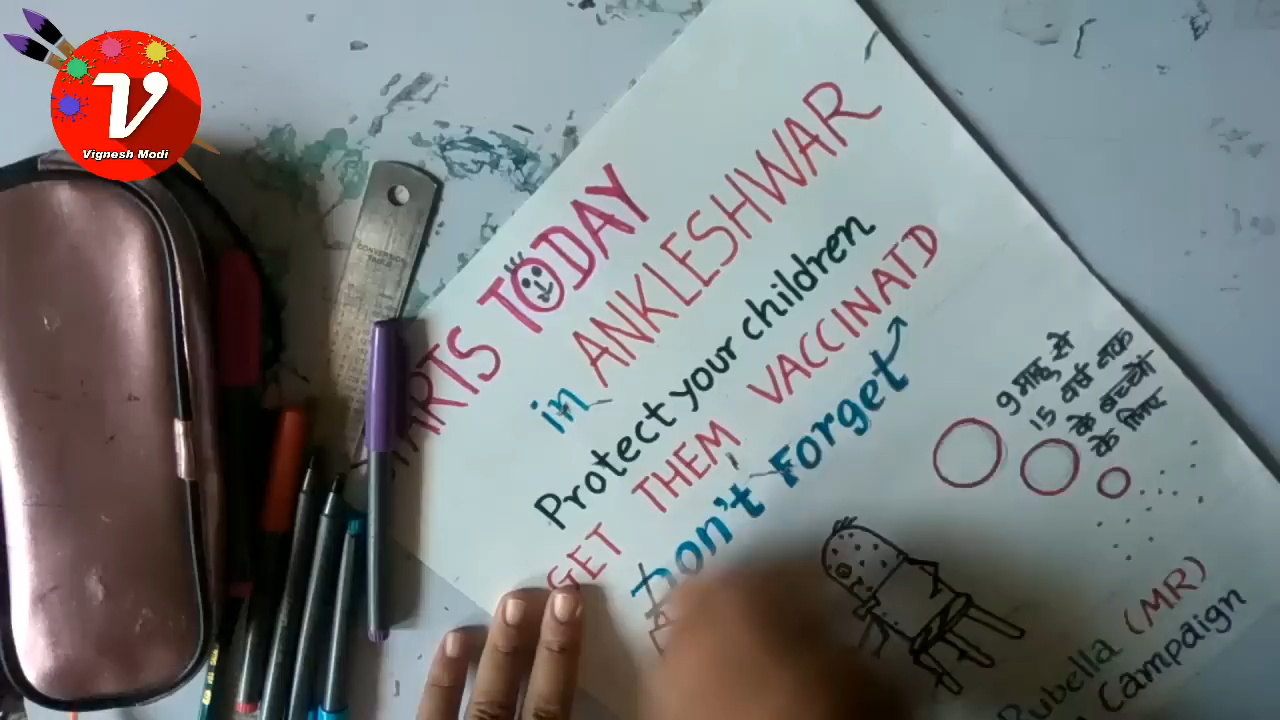 Vignesh Modi
STARTS TODAY
in ANKLESHWAR
Protect your children
GET THEM VACCINATD
Don't Forget
9 माह से
15 वर्ष तक
के बच्चों
के लिए
Rubella (MR)
Campaign